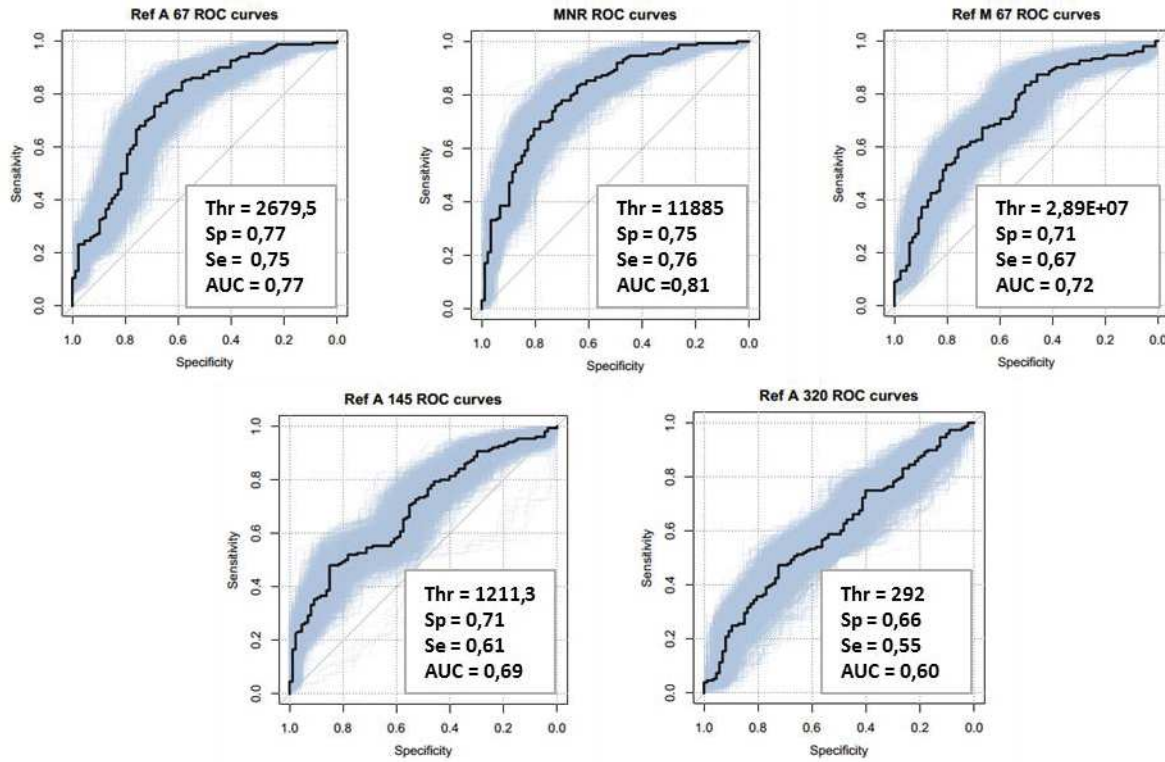 Ref A 67 ROC curves
Sensitivity
1.0
0.8
0.6
0.4
0.2
0.0
Thr = 2679,5
Sp = 0,77
Se = 0,75
AUC = 0,77
1.0 0.8 0.6 0.4 0.2 0.0
Specificity
MNR ROC curves
Sensitivity
1.0
0.8
0.6
0.4
0.2
0.0
Thr = 11885
Sp = 0,75
Se = 0,76
AUC =0,81
1.0 0.8 0.6 0.4 0.2 0.0
Specificity
Ref M 67 ROC curves
Sensitivity
1.0
0.8
0.6
0.4
0.2
0.0
Thr = 2,89E+07
Sp = 0,71
Se = 0,67
AUC = 0,72
1.0 0.8 0.6 0.4 0.2 0.0
Specificity
Ref A 145 ROC curves
Sensitivity
1.0
0.8
0.6
0.4
0.2
0.0
Thr = 1211,3
Sp = 0,71
Se = 0,61
AUC = 0,69
1.0 0.8 0.6 0.4 0.2 0.0
Specificity
Ref A 320 ROC curves
Sensitivity
1.0
0.8
0.6
0.4
0.2
0.0
Thr = 292
Sp = 0,66
Se = 0,55
AUC = 0,60
1.0 0.8 0.6 0.4 0.2 0.0
Specificity